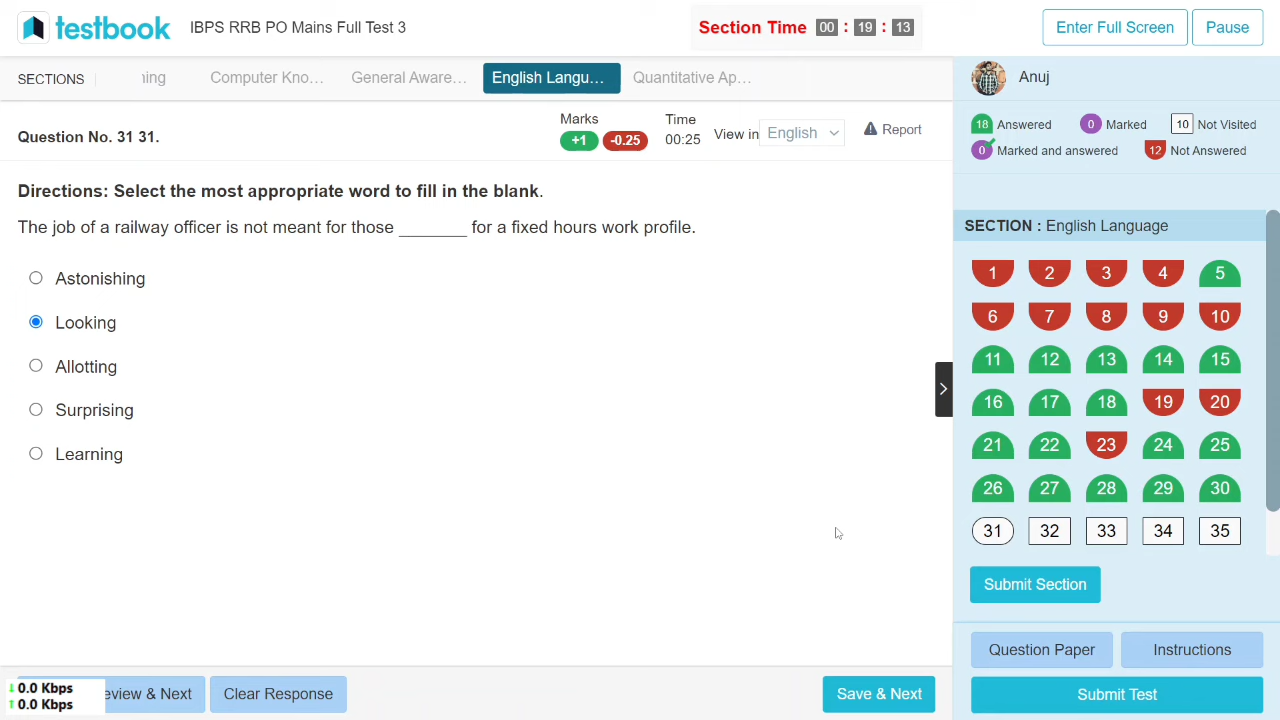 testbook
IBPS RRB PO Mains Full Test 3
Section Time 00 : 19 : 13
Enter Full Screen
Pause
SECTIONS
ning
Computer Kno...
General Aware...
English Langu...
Quantitative Ap...
Anuj
Question No. 31 31.
Marks
+1 -0.25
Time
00:25
View in English
Report
18 Answered
0 Marked
10 Not Visited
0 Marked and answered
12 Not Answered
Directions: Select the most appropriate word to fill in the blank.
The job of a railway officer is not meant for those _______ for a fixed hours work profile.
Astonishing
Looking
Allotting
Surprising
Learning
SECTION : English Language
1 2 3 4 5
6 7 8 9 10
11 12 13 14 15
16 17 18 19 20
21 22 23 24 25
26 27 28 29 30
31 32 33 34 35
Submit Section
Question Paper
Instructions
Submit Test
0.0 Kbps
0.0 Kbps
eview & Next
Clear Response
Save & Next